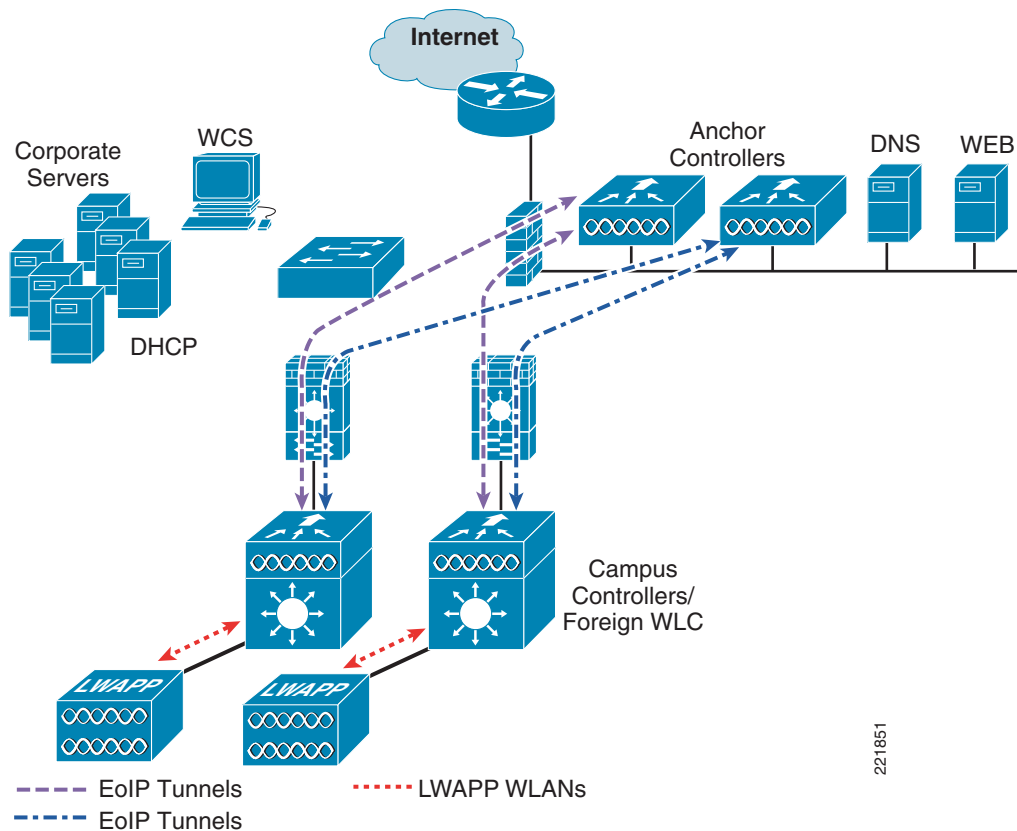 Internet
Corporate
Servers
WCS
Anchor
Controllers
DNS
WEB
DHCP
Campus
Controllers/
Foreign WLC
LWAPP
LWAPP
221851
EoIP Tunnels
LWAPP WLANs
EoIP Tunnels